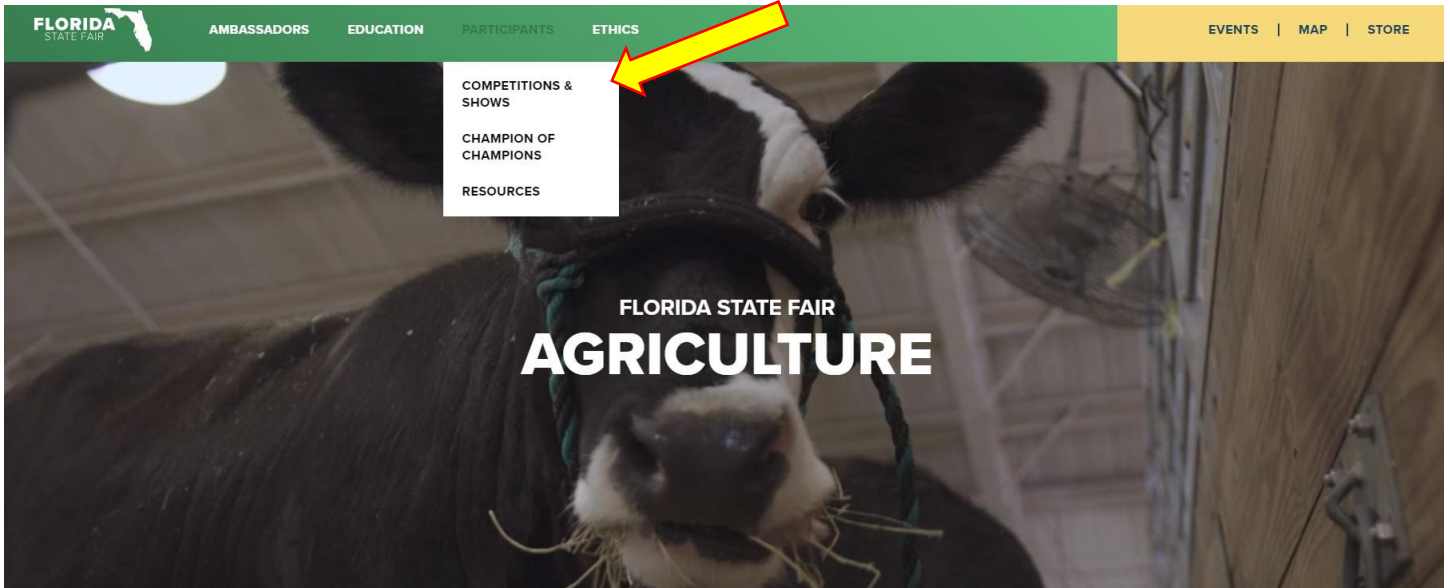 FLORIDA
STATE FAIR
AMBASSADORS
EDUCATION
PARTICIPANTS
ETHICS
EVENTS | MAP | STORE
COMPETITIONS &
SHOWS
CHAMPION OF
CHAMPIONS
RESOURCES
FLORIDA STATE FAIR
AGRICULTURE